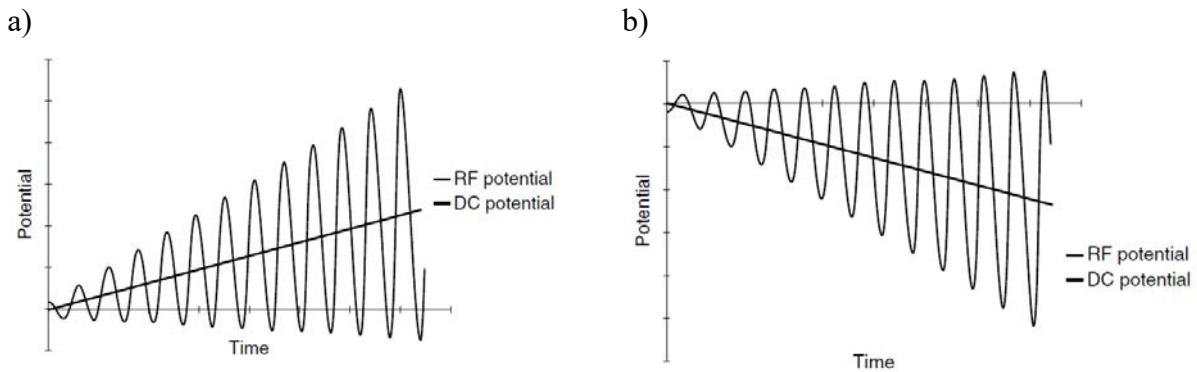 a)
Potential
RF potential
DC potential
Time
b)
Potential
RF potential
DC potential
Time